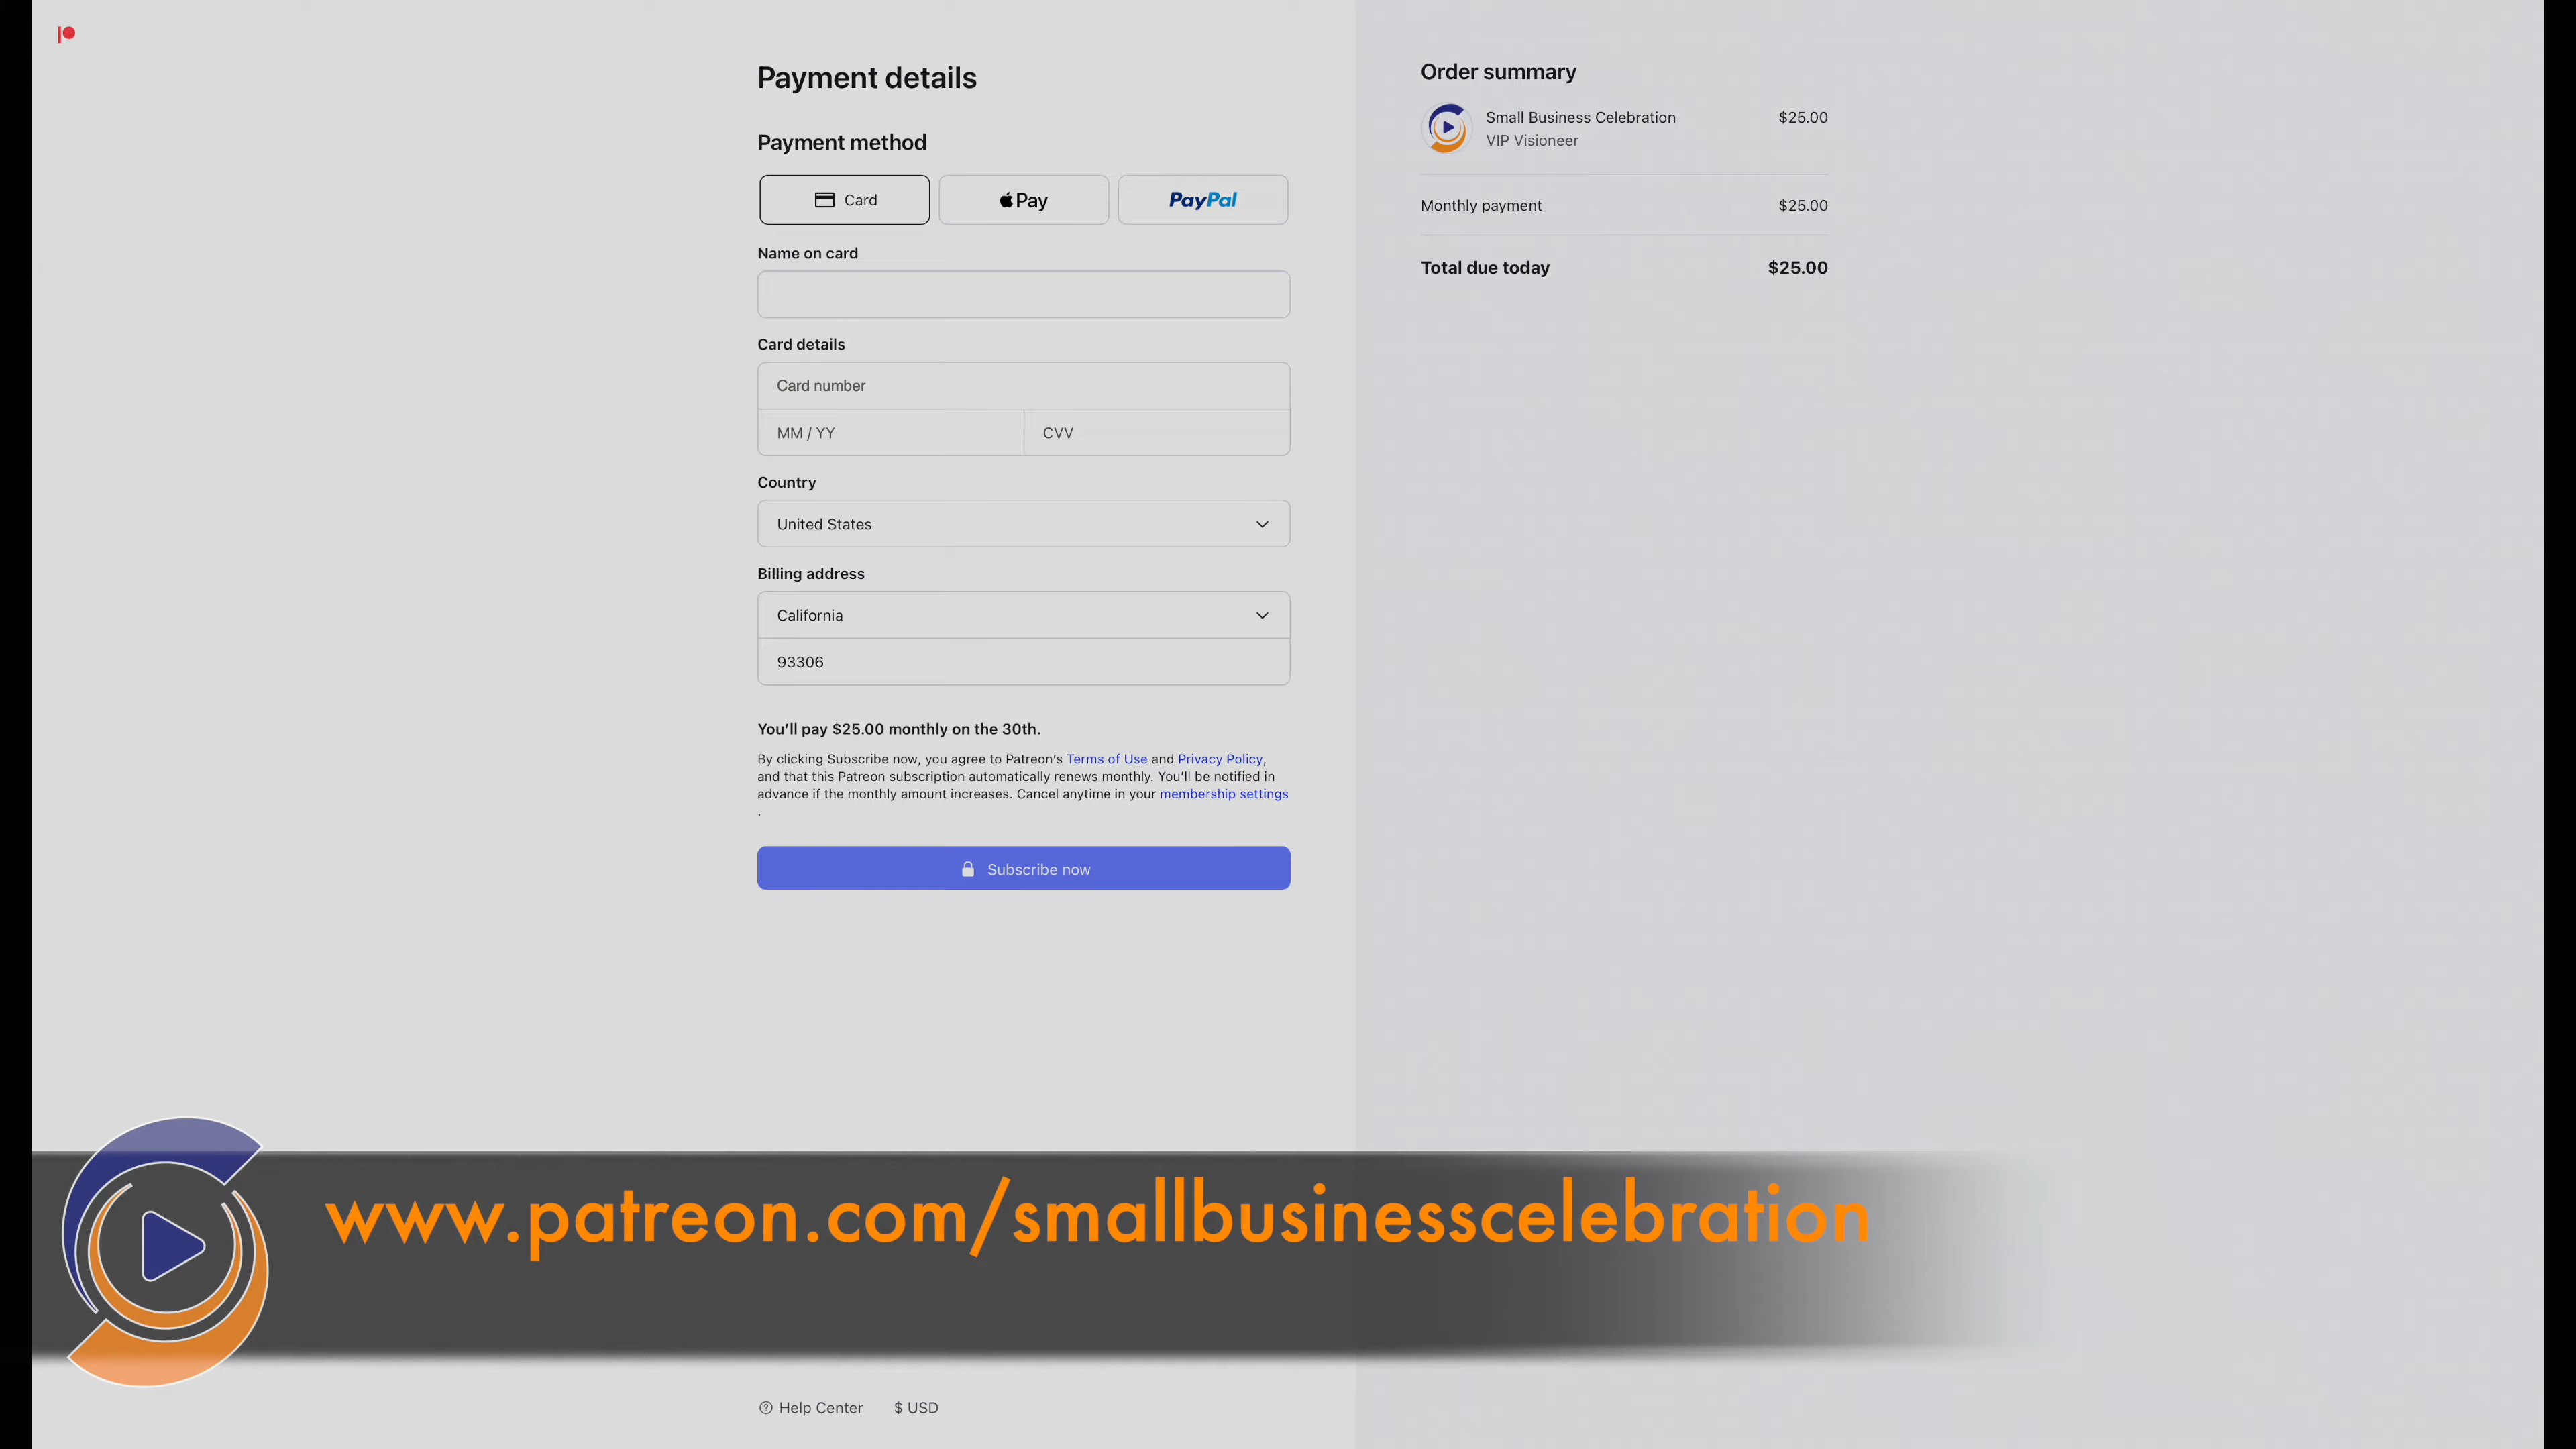 Payment details
Payment method
Card
Pay
PayPal
Name on card
Card details
Card number
MM / YY
CVV
Country
United States
Billing address
California
93306
You'll pay $25.00 monthly on the 30th.
By clicking Subscribe now, you agree to Patreon's Terms of Use and Privacy Policy,
and that this Patreon subscription automatically renews monthly. You'll be notified in
advance if the monthly amount increases. Cancel anytime in your membership settings
.
Subscribe now
Order summary
Small Business Celebration $25.00
VIP Visioneer
Monthly payment $25.00
Total due today $25.00
www.patreon.com/smallbusinesscelebration
Help Center $ USD